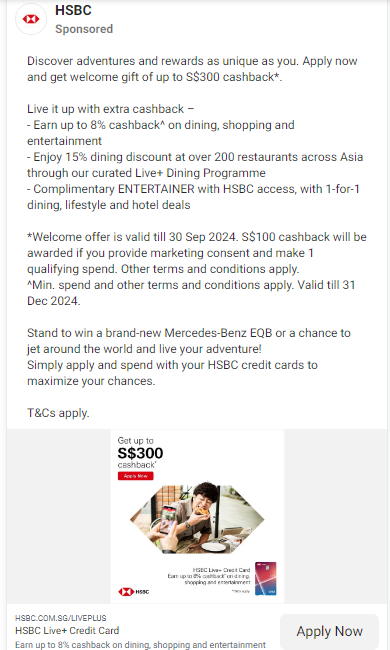 HSBC
Sponsored
Discover adventures and rewards as unique as you. Apply now
and get welcome gift of up to S$300 cashback*.
Live it up with extra cashback –
- Earn up to 8% cashback^ on dining, shopping and
entertainment
- Enjoy 15% dining discount at over 200 restaurants across Asia
through our curated Live+ Dining Programme
- Complimentary ENTERTAINER with HSBC access, with 1-for-1
dining, lifestyle and hotel deals
*Welcome offer is valid till 30 Sep 2024. S$100 cashback will be
awarded if you provide marketing consent and make 1
qualifying spend. Other terms and conditions apply.
^Min. spend and other terms and conditions apply. Valid till 31
Dec 2024.
Stand to win a brand-new Mercedes-Benz EQB or a chance to
jet around the world and live your adventure!
Simply apply and spend with your HSBC credit cards to
maximize your chances.
T&Cs apply.
Get up to
S$300
cashback*
Apply Now
HSBC Live+ Credit Card
Earn up to 8% cashback^ on dining,
shopping and entertainment
HSBC
HSBC.COM.SG/LIVEPLUS
HSBC Live+ Credit Card
Earn up to 8% cashback on dining, shopping and entertainment
Apply Now